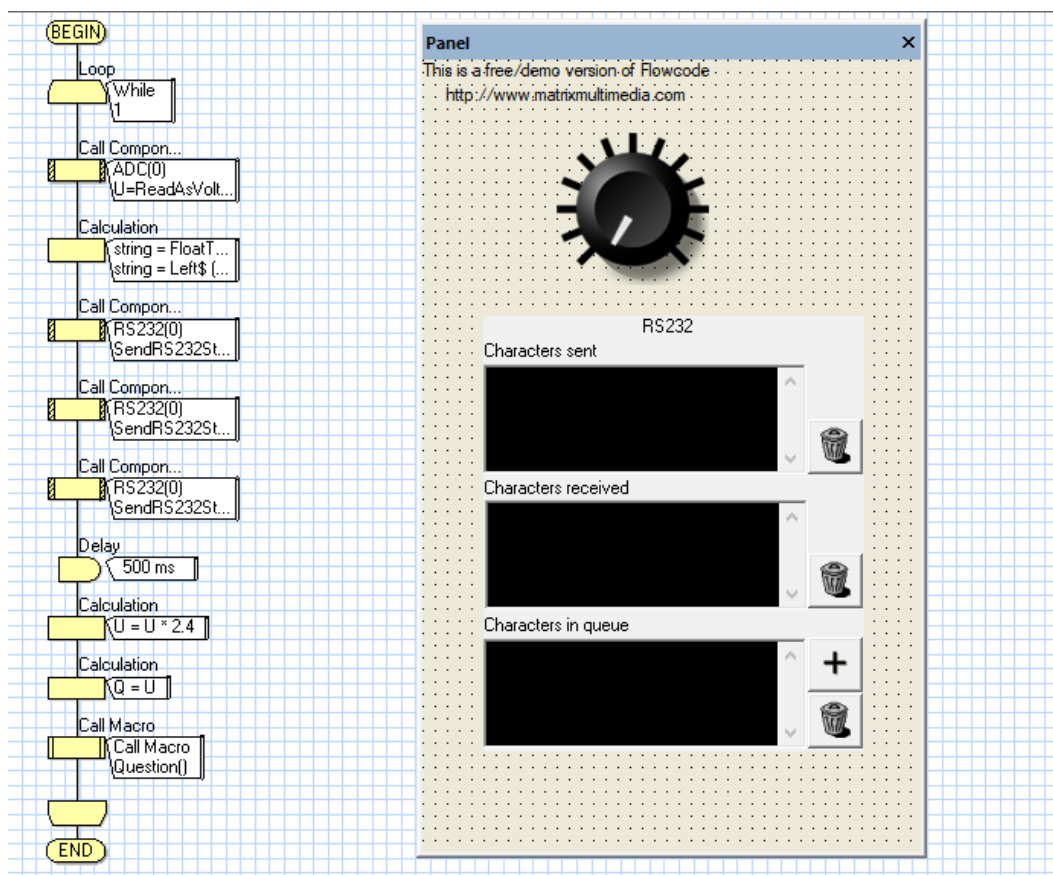 BEGIN
Loop
While
1
Call Compon...
ADC(0)
U=ReadAsVolt...
Calculation
string = FloatT...
string = Left$ (...
Call Compon...
RS232(0)
SendRS232St...
Call Compon...
RS232(0)
SendRS232St...
Call Compon...
RS232(0)
SendRS232St...
Delay
500 ms
Calculation
U = U * 2.4
Calculation
Q = U
Call Macro
Call Macro
Question()
END
Panel
This is a free/demo version of Flowcode
http://www.matrixmultimedia.com
RS232
Characters sent
Characters received
Characters in queue